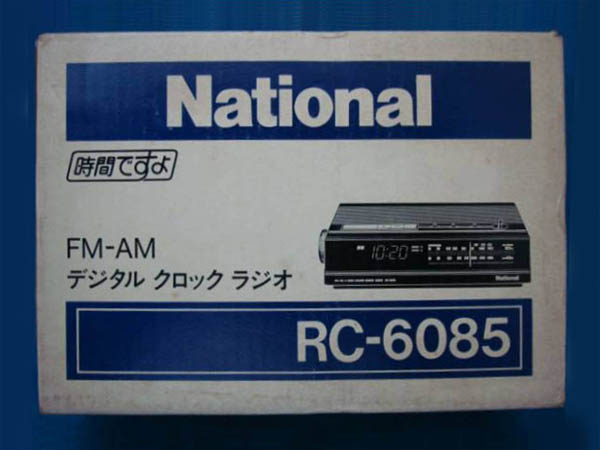 National
時間ですよ
FM-AM
デジタル クロック ラジオ
10:20
National
RC-6085